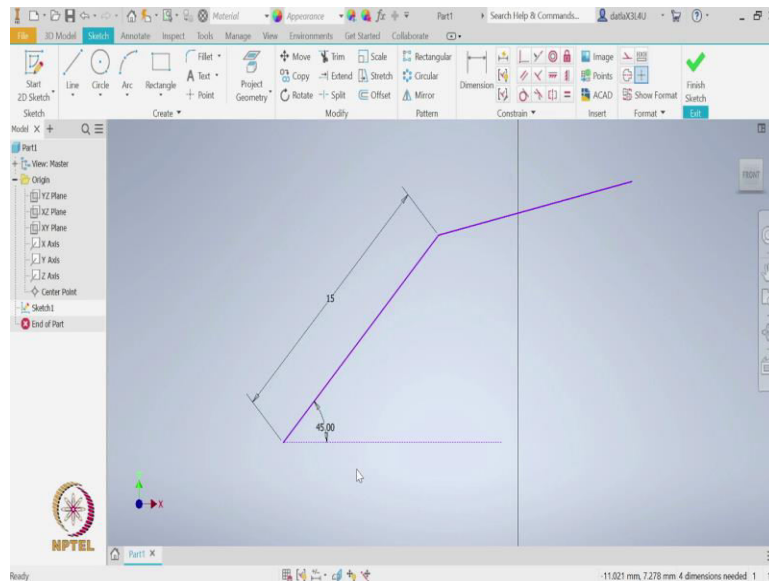 Material Appearance fx Part1 Search Help & Commands... datlaX3L4U ?
File 3D Model Sketch Annotate Inspect Tools Manage View Environments Get Started Collaborate
Start 2D Sketch
Line Circle Arc Rectangle
Fillet
A Text
Point
Project Geometry
Move Trim Scale
Copy Extend Stretch
Rotate Split Offset
Rectangular
Circular
Mirror
Dimension
Image
Points
ACAD
Show Format
Finish Sketch
Sketch Create Modify Pattern Constrain Insert Format Exit
Model X +
Part1
View: Master
Origin
YZ Plane
XZ Plane
XY Plane
X Axis
Y Axis
Z Axis
Center Point
Sketch1
End of Part
FRONT
15
45.00
X
NPTEL
Part1 X
Ready
-11.021 mm, 7.278 mm 4 dimensions needed 1